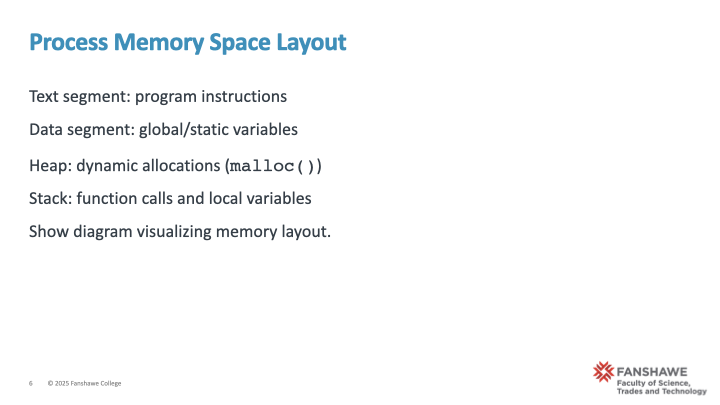 Process Memory Space Layout
Text segment: program instructions
Data segment: global/static variables
Heap: dynamic allocations (malloc())
Stack: function calls and local variables
Show diagram visualizing memory layout.
6 © 2025 Fanshawe College
FANSHAWE
Faculty of Science,
Trades and Technology